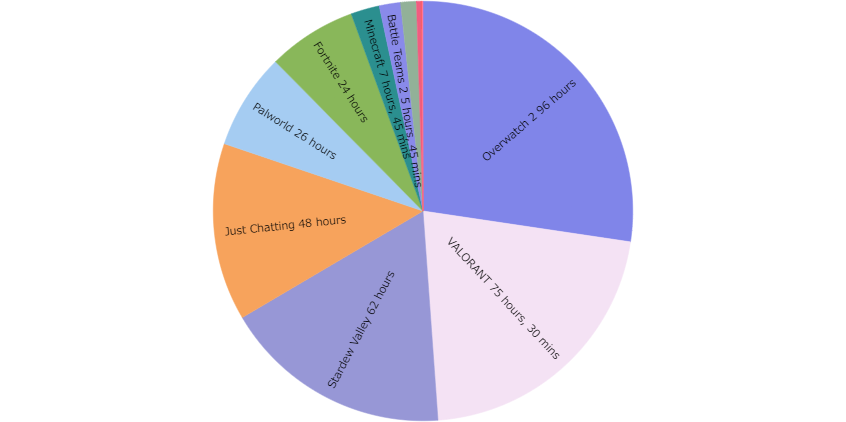 Overwatch 2 96 hours
VALORANT 75 hours, 30 mins
Stardew Valley 62 hours
Just Chatting 48 hours
Palworld 26 hours
Fortnite 24 hours
Minecraft 7 hours, 45 mins
Battle Teams 2 5 hours, 45 mins